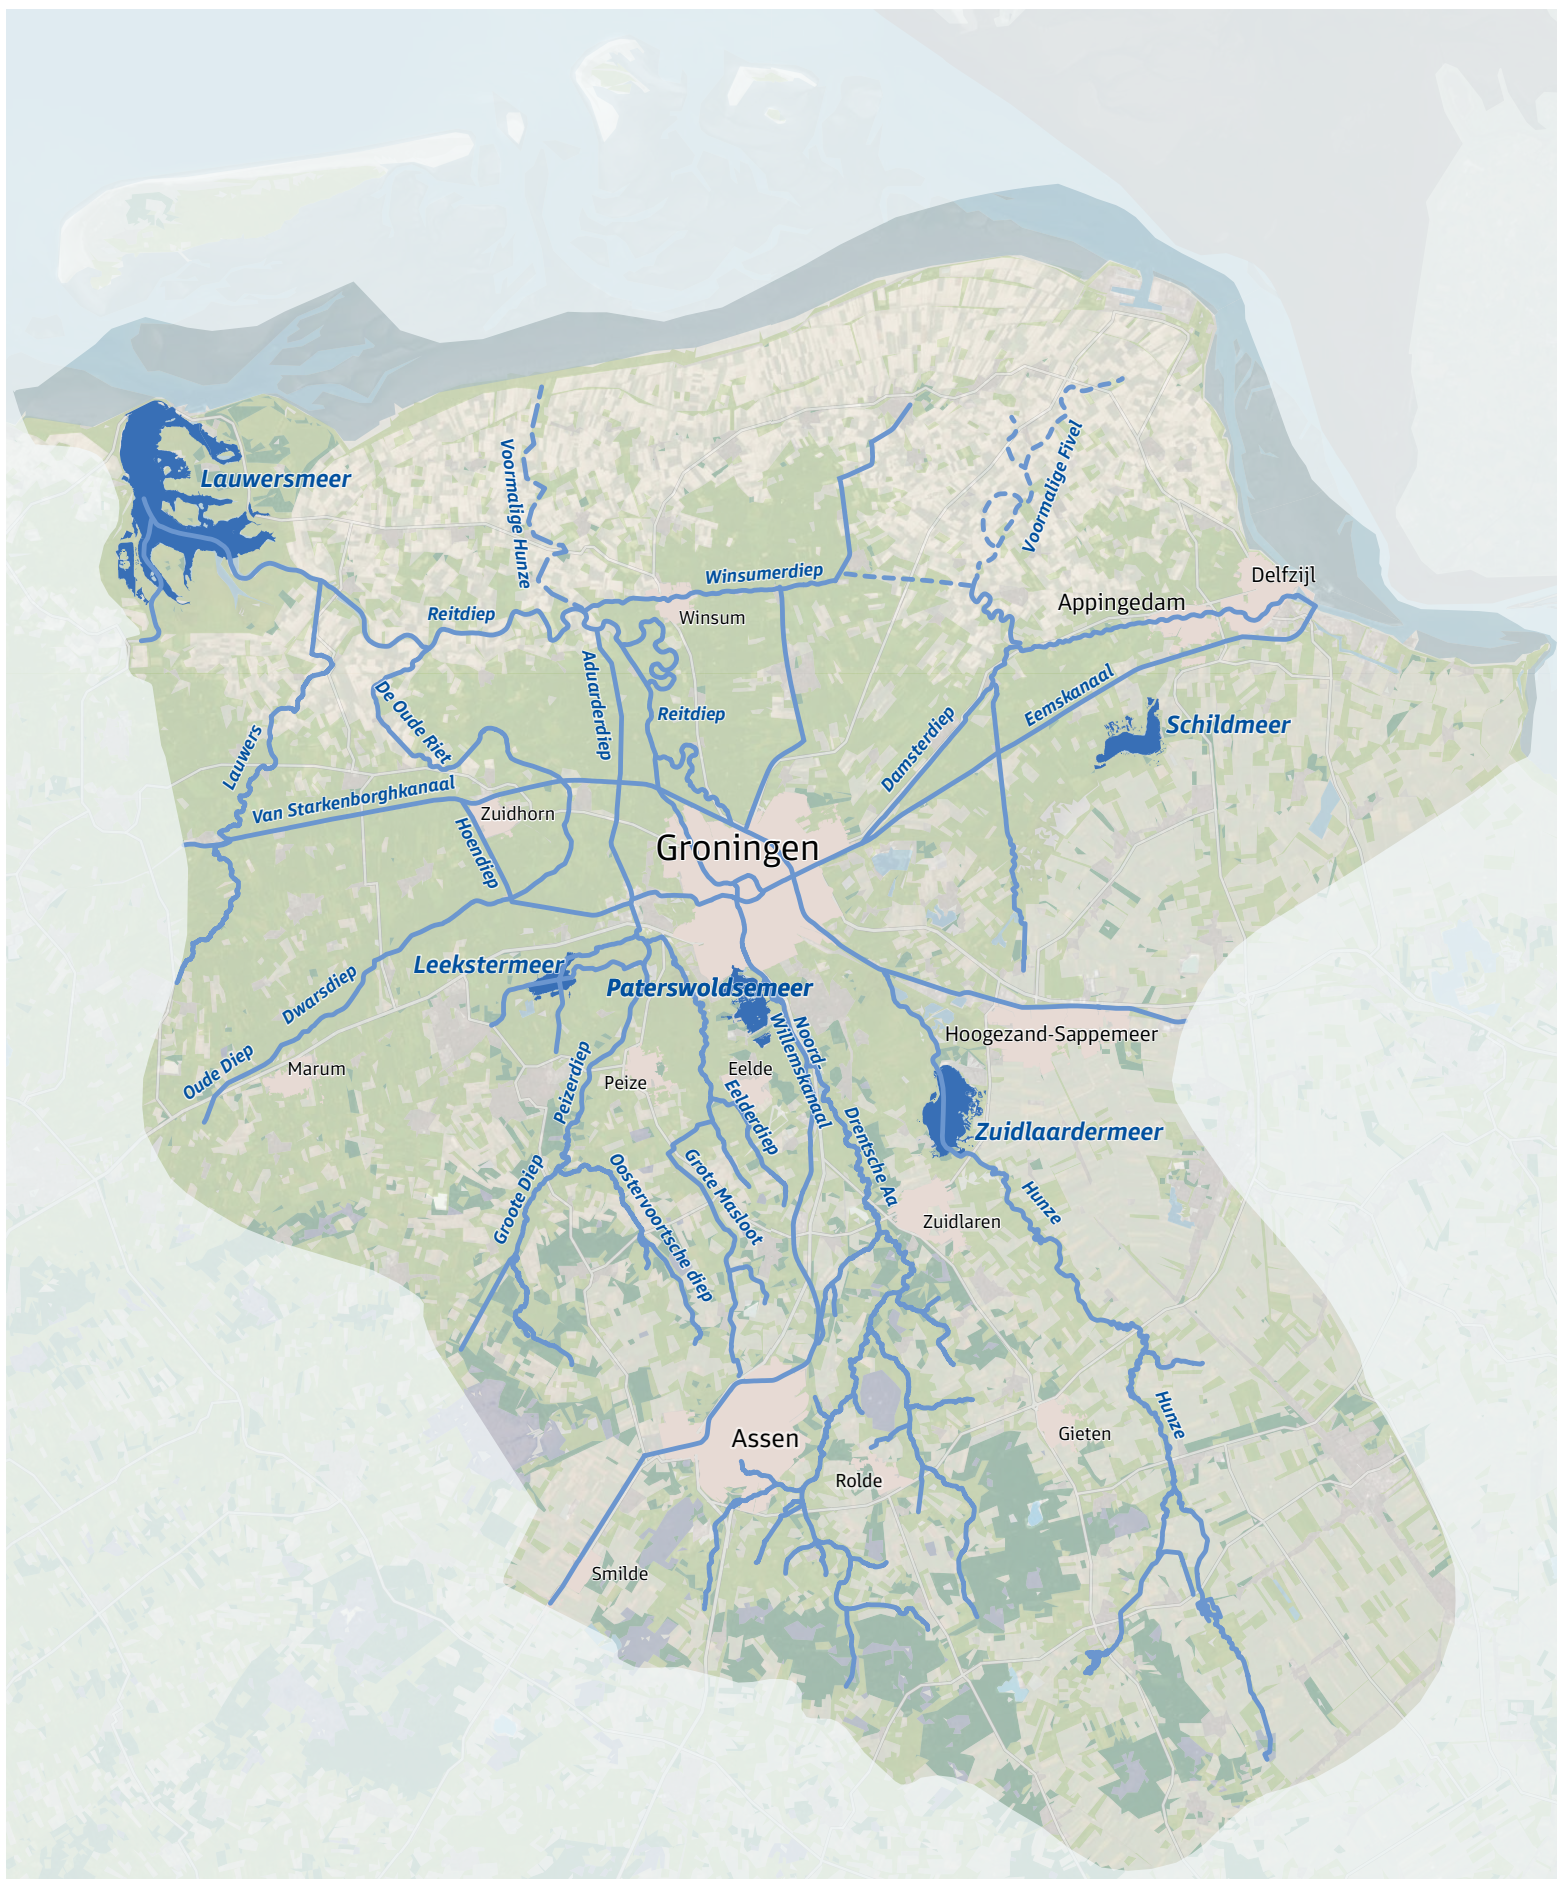 Voormalige Fivel
Voormalige Hunze
Lauwersmeer
Winsumerdiep
Delfzijl
Appingedam
Reitdiep
Winsum
Aduarderdiep
De Oude Riet
Reitdiep
Eemskanaal
Schildmeer
Damsterdiep
Lauwers
Van Starkenborghkanaal
Zuidhorn
Hoendiep
Groningen
Leekstermeer
Paterswoldsemeer
Dwarsdiep
Noord-
Willemskanaal
Hoogezand-Sappemeer
Oude Diep
Marum
Peizerdiep
Peize
Eelde
Eelderdiep
Drentsche Aa
Zuidlaardermeer
Groote Diep
Oostervoortsche diep
Grote Masloot
Hunze
Zuidlaren
Hunze
Gieten
Assen
Rolde
Smilde